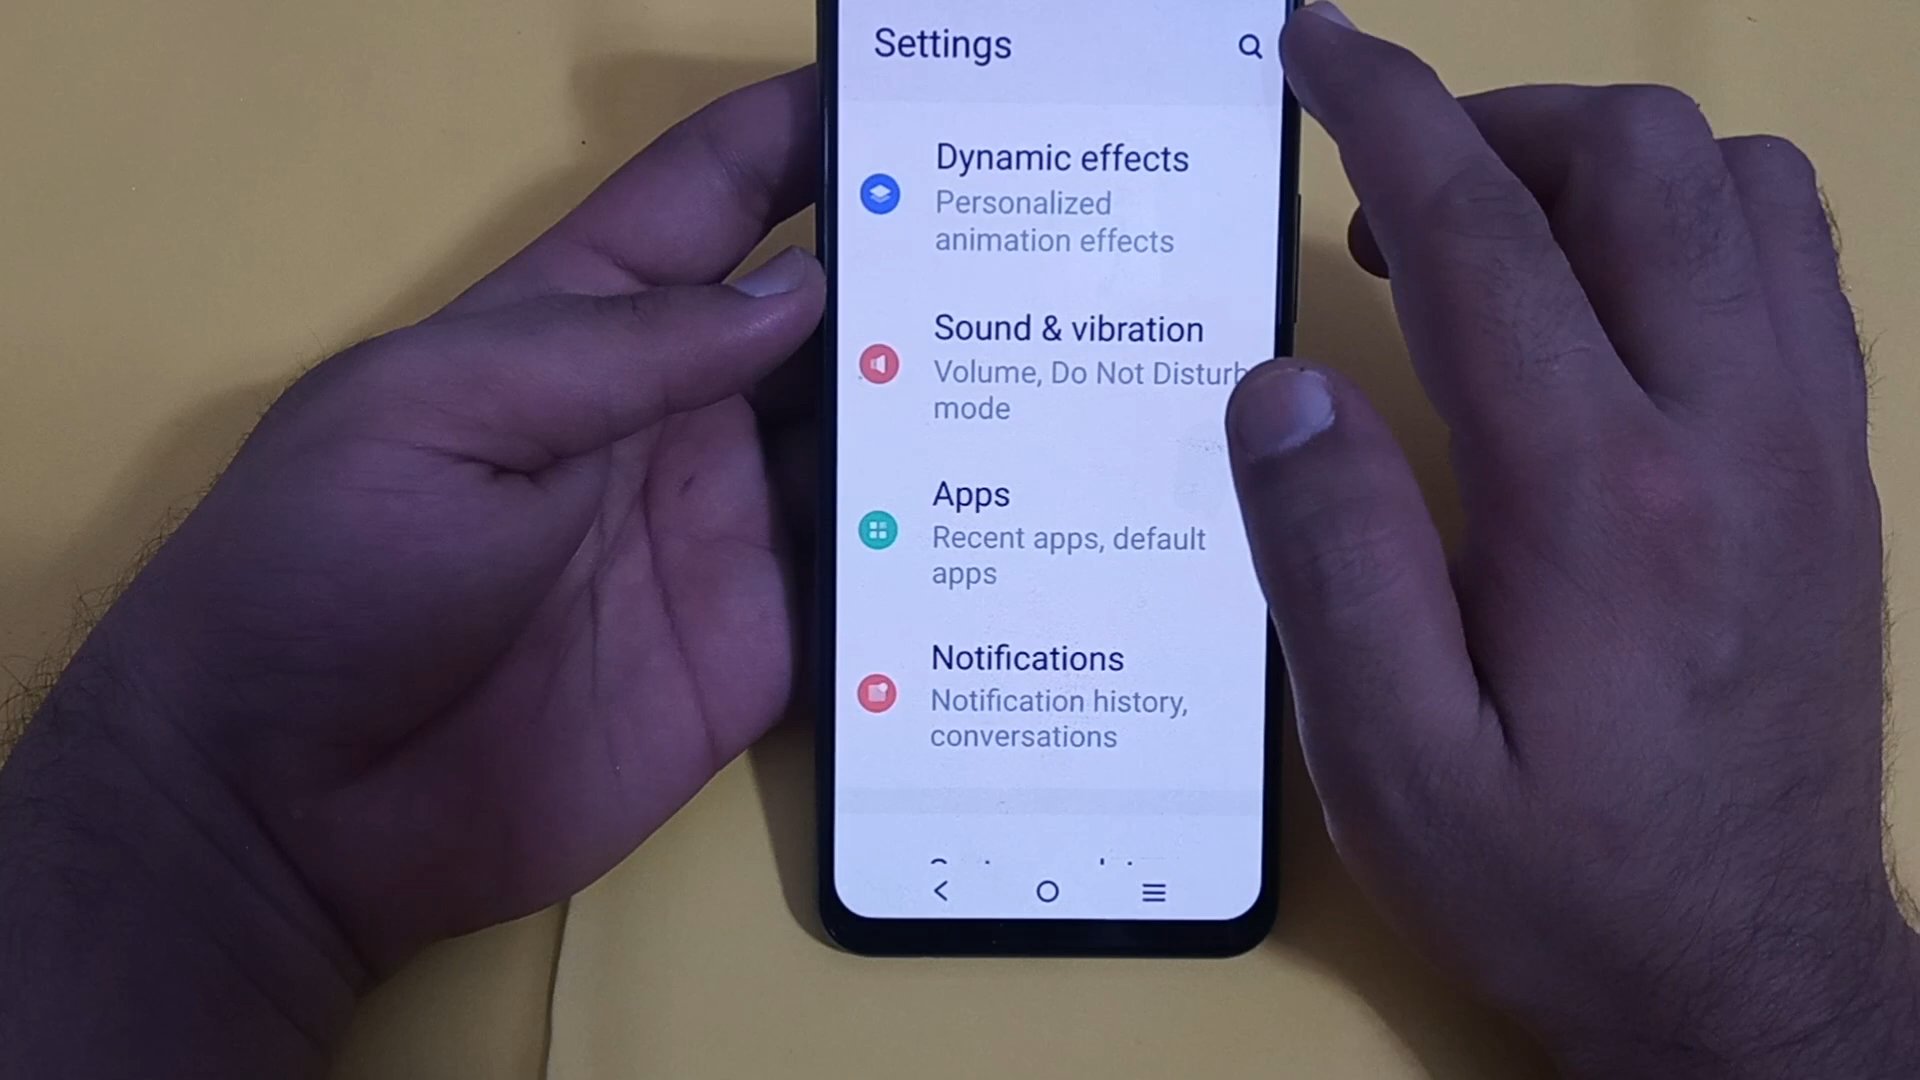 Settings
Dynamic effects
Personalized
animation effects
Sound & vibration
Volume, Do Not Disturb
mode
Apps
Recent apps, default
apps
Notifications
Notification history,
conversations